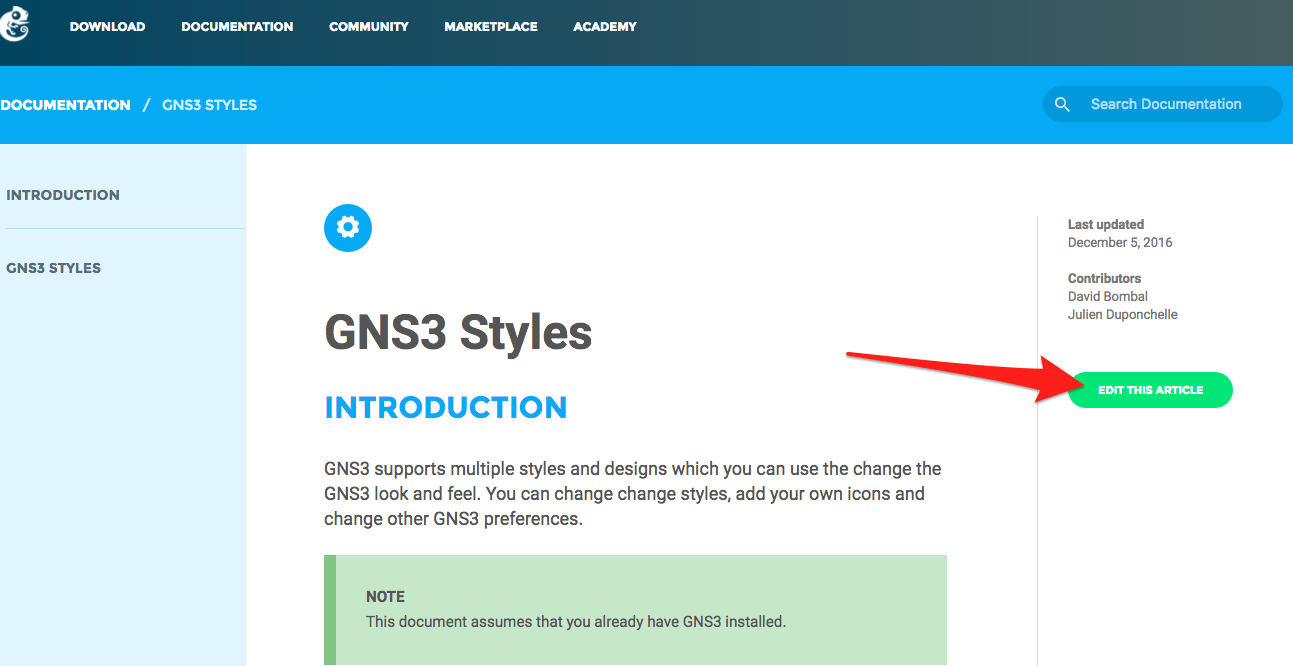 DOWNLOAD DOCUMENTATION COMMUNITY MARKETPLACE ACADEMY
DOCUMENTATION / GNS3 STYLES
Search Documentation
INTRODUCTION
GNS3 STYLES
GNS3 Styles
INTRODUCTION
GNS3 supports multiple styles and designs which you can use the change the
GNS3 look and feel. You can change change styles, add your own icons and
change other GNS3 preferences.
NOTE
This document assumes that you already have GNS3 installed.
Last updated
December 5, 2016
Contributors
David Bombal
Julien Duponchelle
EDIT THIS ARTICLE